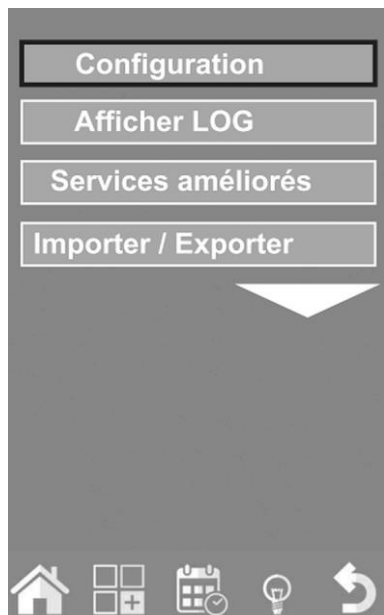 Configuration
Afficher LOG
Services améliorés
Importer / Exporter